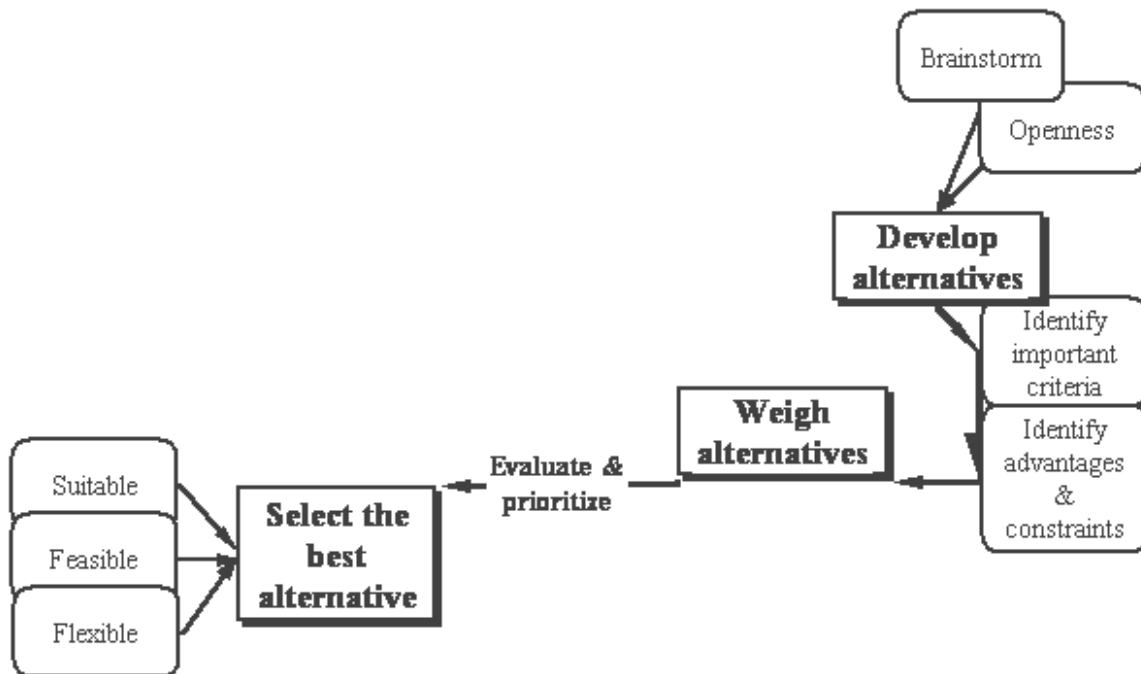 Brainstorm
Openness
Develop
alternatives
Identify
important
criteria
Identify
advantages
&
constraints
Weigh
alternatives
Evaluate &
prioritize
Select the
best
alternative
Suitable
Feasible
Flexible